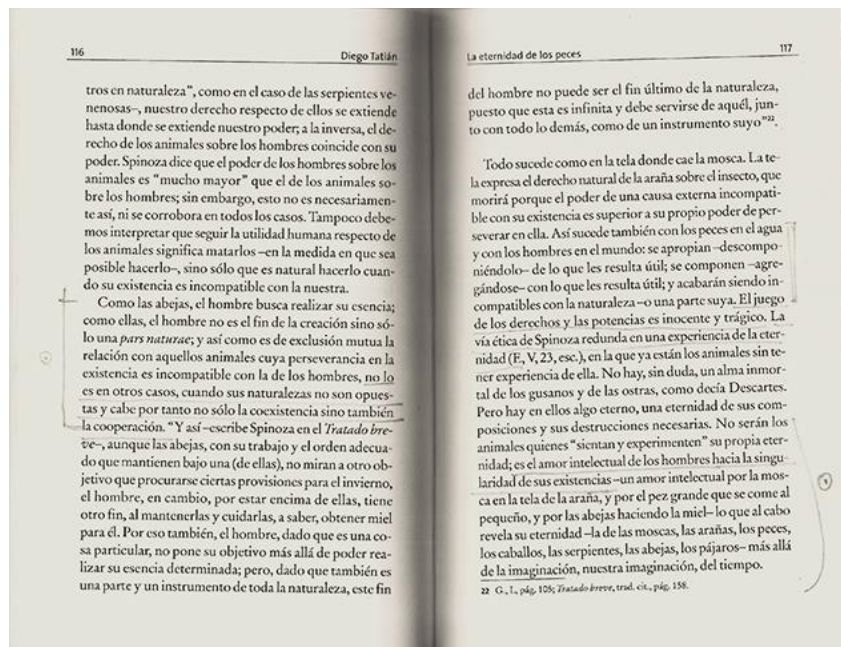 116
Diego Tatián
tros en naturaleza", como en el caso de las serpientes ve-
nenosas–, nuestro derecho respecto de ellos se extiende
hasta donde se extiende nuestro poder; a la inversa, el de-
recho de los animales sobre los hombres coincide con su
poder. Spinoza dice que el poder de los hombres sobre los
animales es "mucho mayor" que el de los animales so-
bre los hombres; sin embargo, esto no es necesariamen-
te así, ni se corrobora en todos los casos. Tampoco debe-
mos interpretar que seguir la utilidad humana respecto de
los animales significa matarlos –en la medida en que sea
posible hacerlo–, sino sólo que es natural hacerlo cuan-
do su existencia es incompatible con la nuestra.
Como las abejas, el hombre busca realizar su esencia;
como ellas, el hombre no es el fin de la creación sino só-
lo una pars naturae; y así como es de exclusión mutua la
relación con aquellos animales cuya perseverancia en la
existencia es incompatible con la de los hombres, no lo
es en otros casos, cuando sus naturalezas no son opues-
tas y cabe por tanto no sólo la coexistencia sino también
la cooperación. "Y así –escribe Spinoza en el Tratado bre-
ve–, aunque las abejas, con su trabajo y el orden adecua-
do que mantienen bajo una (de ellas), no miran a otro ob-
jetivo que procurarse ciertas provisiones para el invierno,
el hombre, en cambio, por estar encima de ellas, tiene
otro fin, al mantenerlas y cuidarlas, a saber, obtener miel
para él. Por eso también, el hombre, dado que es una co-
sa particular, no pone su objetivo más allá de poder rea-
lizar su esencia determinada; pero, dado que también es
una parte y un instrumento de toda la naturaleza, este fin
La eternidad de los peces
117
del hombre no puede ser el fin último de la naturaleza,
puesto que esta es infinita y debe servirse de aquél, jun-
to con todo lo demás, como de un instrumento suyo"22.
Todo sucede como en la tela donde cae la mosca. La te-
la expresa el derecho natural de la araña sobre el insecto, que
morirá porque el poder de una causa externa incompati-
ble con su existencia es superior a su propio poder de per-
severar en ella. Así sucede también con los peces en el agua
y con los hombres en el mundo: se apropian –descompo-
niéndolo– de lo que les resulta útil; se componen –agre-
gándose– con lo que les resulta útil; y acabarán siendo in-
compatibles con la naturaleza –o una parte suya. El juego
de los derechos y las potencias es inocente y trágico. La
vía ética de Spinoza redunda en una experiencia de la eter-
nidad (E, V, 23, esc.), en la que ya están los animales sin te-
ner experiencia de ella. No hay, sin duda, un alma inmor-
tal de los gusanos y de las ostras, como decía Descartes.
Pero hay en ellos algo eterno, una eternidad de sus com-
posiciones y sus destrucciones necesarias. No serán los
animales quienes "sientan y experimenten" su propia eter-
nidad; es el amor intelectual de los hombres hacia la singu-
laridad de sus existencias –un amor intelectual por la mos-
ca en la tela de la araña, y por el pez grande que se come al
pequeño, y por las abejas haciendo la miel– lo que al cabo
revela su eternidad –la de las moscas, las arañas, los peces,
los caballos, las serpientes, las abejas, los pájaros– más allá
de la imaginación, nuestra imaginación, del tiempo.
22 G., I., pág. 105; Tratado breve, trad. cit., pág. 158.